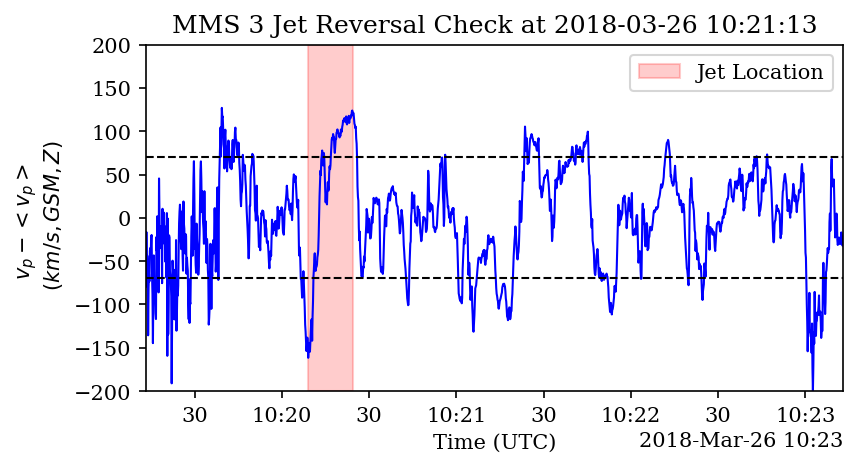 MMS 3 Jet Reversal Check at 2018-03-26 10:21:13
200
150
100
50
0
−50
−100
−150
−200
v_p − < v_p >
(km/s, GSM, Z)
Jet Location
30
10:20
30
10:21
30
10:22
30
10:23
Time (UTC)
2018-Mar-26 10:23